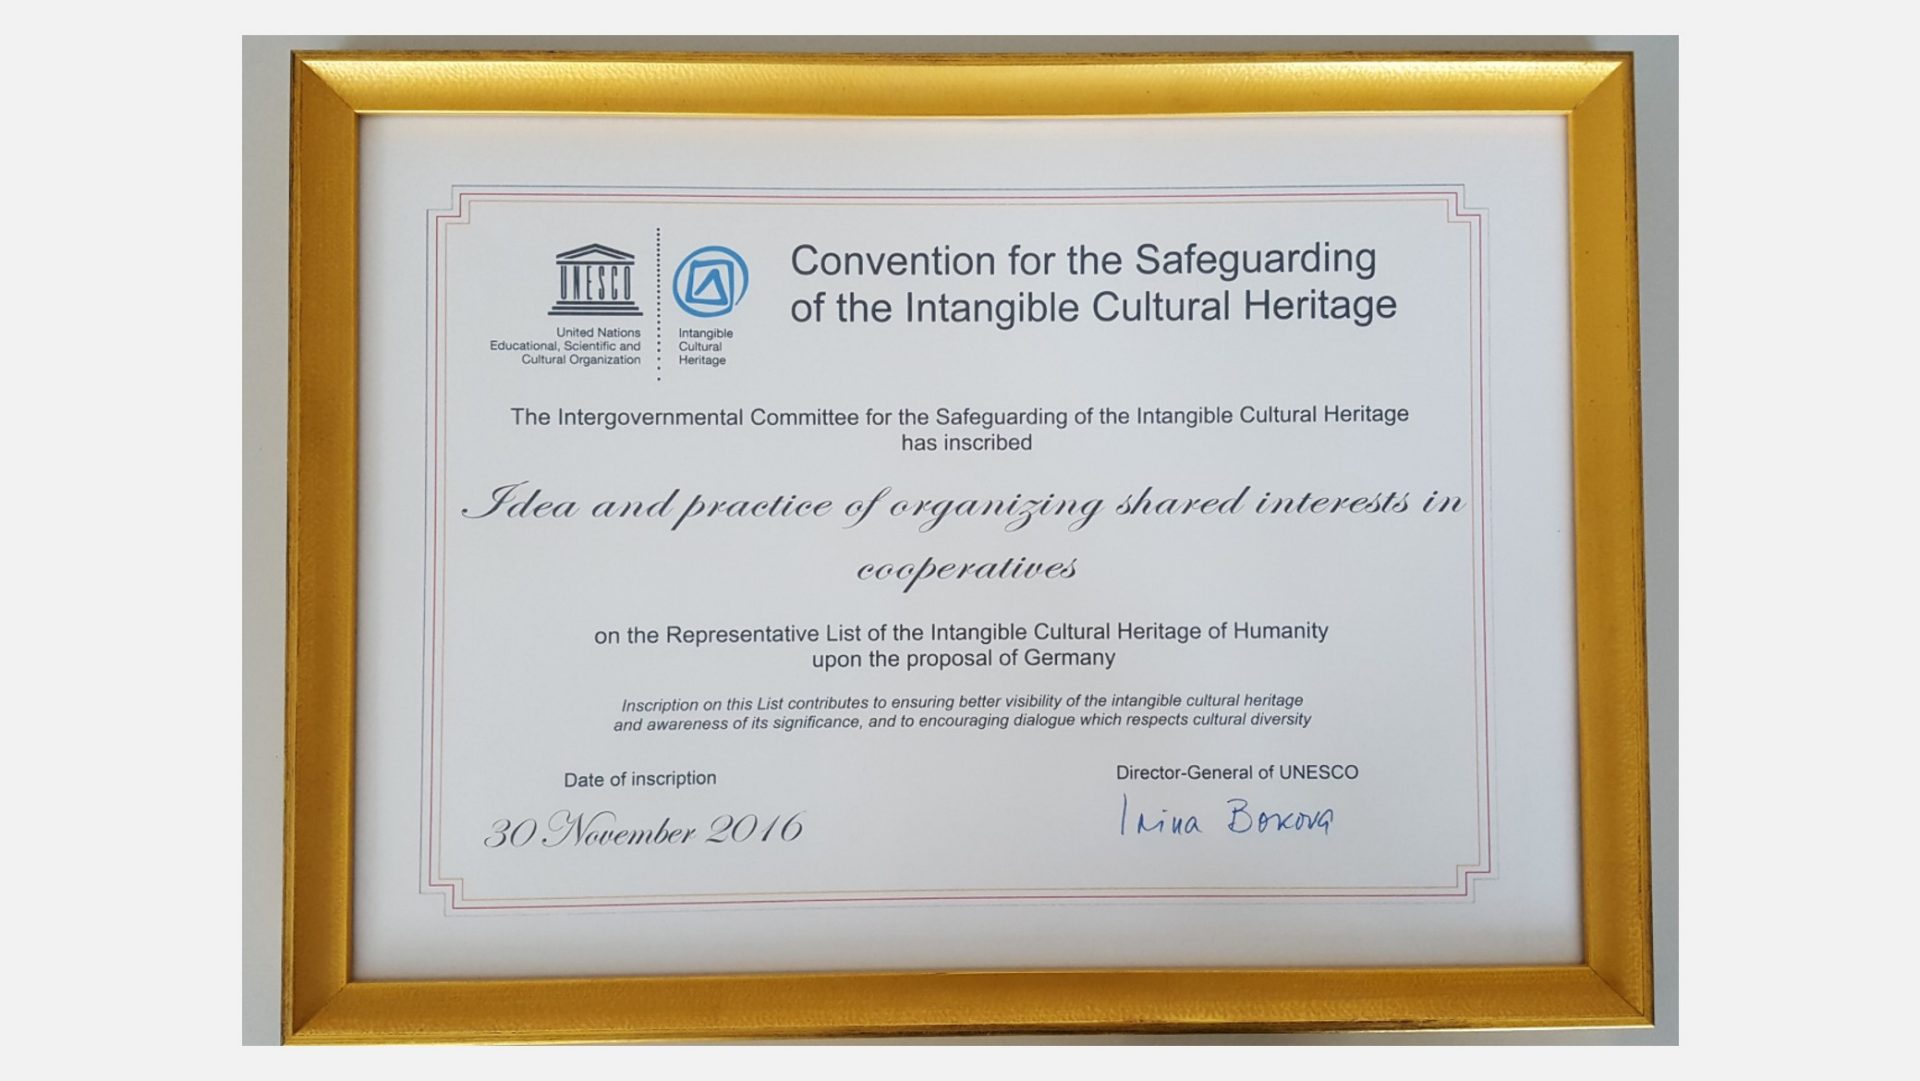 UNESCO
United Nations
Educational, Scientific and
Cultural Organization
Intangible
Cultural
Heritage
Convention for the Safeguarding
of the Intangible Cultural Heritage
The Intergovernmental Committee for the Safeguarding of the Intangible Cultural Heritage
has inscribed
Idea and practice of organizing shared interests in
cooperatives
on the Representative List of the Intangible Cultural Heritage of Humanity
upon the proposal of Germany
Inscription on this List contributes to ensuring better visibility of the intangible cultural heritage
and awareness of its significance, and to encouraging dialogue which respects cultural diversity
Date of inscription
30 November 2016
Director-General of UNESCO
Irina Bokova